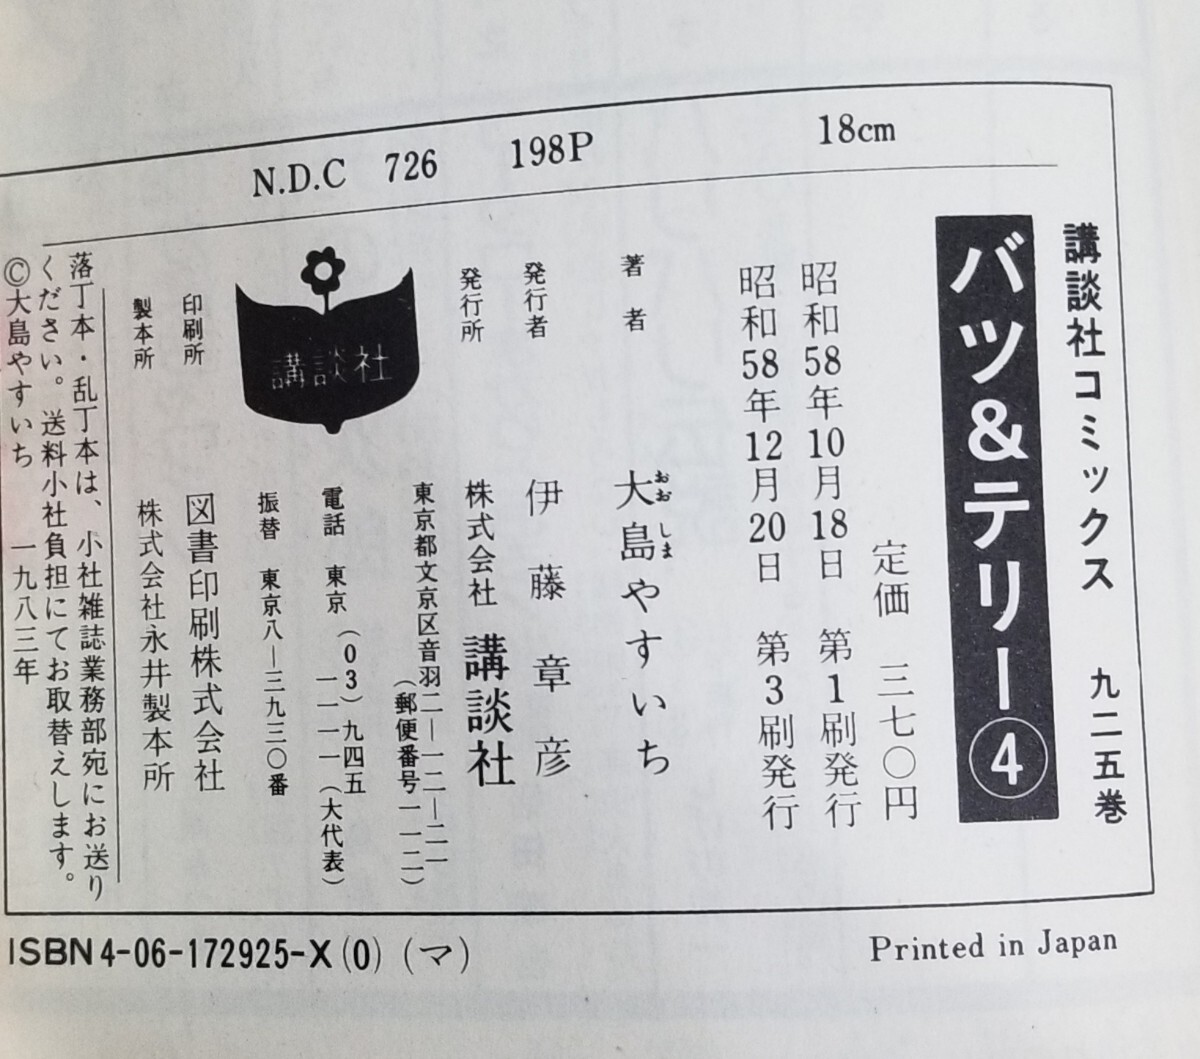 N.D.C 726 198P 18cm
講談社コミックス 九二五巻
バツ&テリー④
定価 三七〇円
昭和58年10月18日 第1刷発行
昭和58年12月20日 第3刷発行
著者 大島やすいち
おおしま
発行者 伊藤章彦
発行所 株式会社 講談社
東京都文京区音羽二―一二―二一
(郵便番号一一二)
電話 東京(03)九四五
一一一一(大代表)
振替 東京八―三九三〇番
講談社
印刷所 図書印刷株式会社
製本所 株式会社永井製本所
落丁本・乱丁本は、小社雑誌業務部宛にお送り
ください。送料小社負担にてお取替えします。
©大島やすいち 一九八三年
ISBN4-06-172925-X(0) (マ)
Printed in Japan